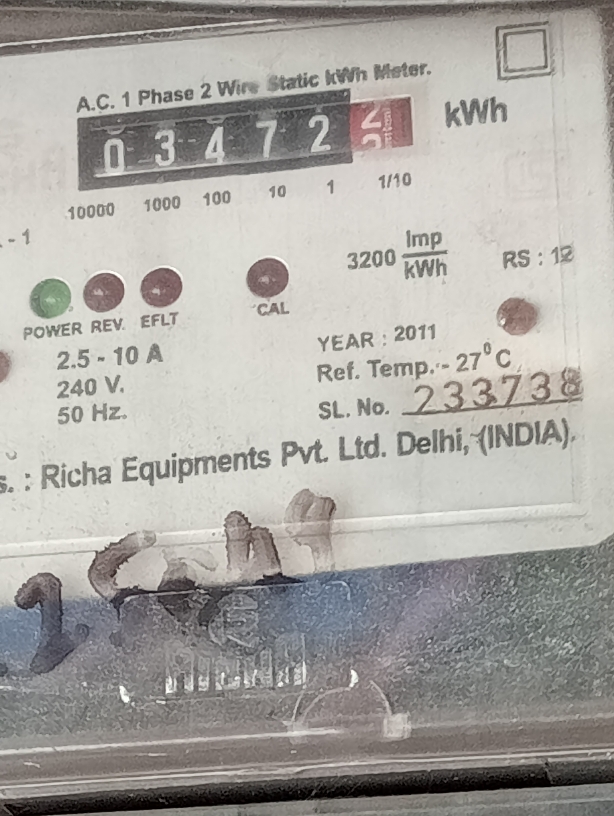 A.C. 1 Phase 2 Wire Static kWh Meter.
0 3 4 7 2 kWh
10000 1000 100 10 1 1/10
- 1
3200 Imp/kWh RS : 12
POWER REV. EFLT CAL
2.5 - 10 A
240 V.
50 Hz.
YEAR : 2011
Ref. Temp. - 27°C
SL. No. 233738
s. : Richa Equipments Pvt. Ltd. Delhi, (INDIA).